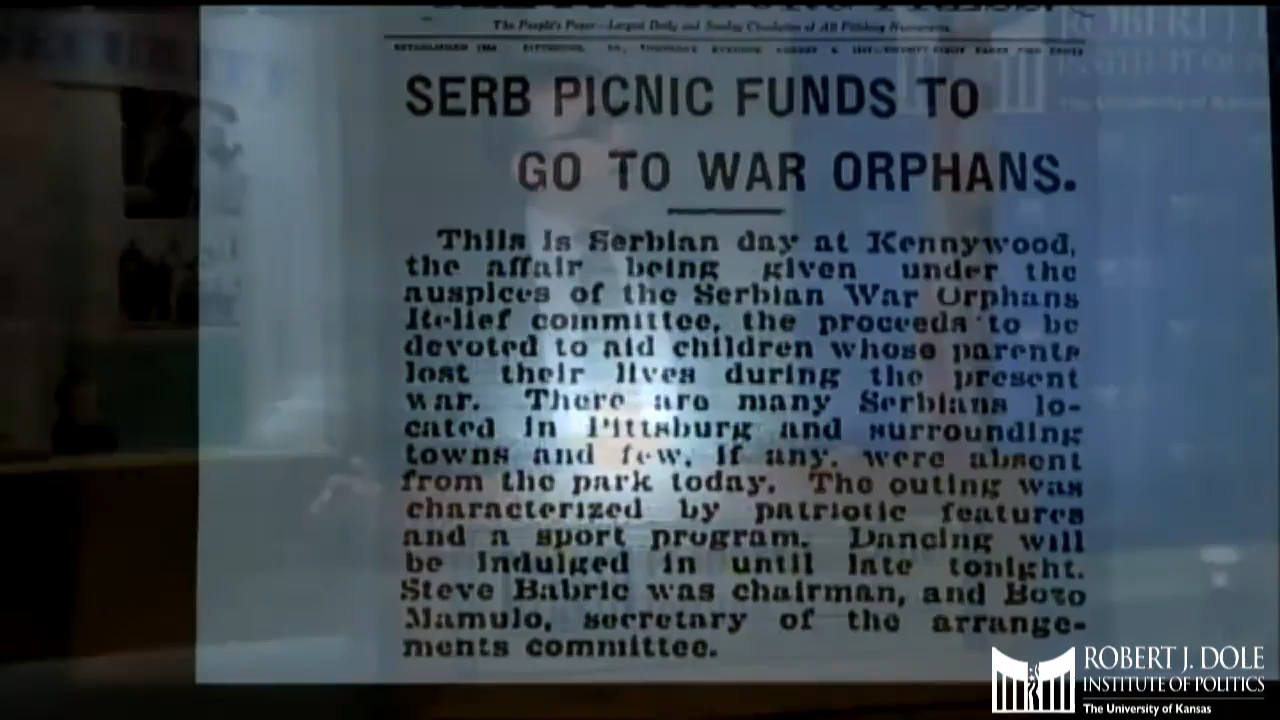 The People's Paper—Largest Daily and Sunday Circulation of All Pittsburg Newspapers.
SERB PICNIC FUNDS TO
GO TO WAR ORPHANS.
Thiis is Serbian day at Kennywood,
the affair being given under the
auspices of the Serbian War Orphans
Relief committee, the proceeds to be
devoted to aid children whose parents
lost their lives during the present
war. There are many Serbians lo-
cated in Pittsburg and surrounding
towns and few, if any, were absent
from the park today. The outing was
characterized by patriotic features
and a sport program. Dancing will
be indulged in until late tonight.
Steve Babric was chairman, and Bozo
Mamulo, secretary of the arrange-
ments committee.
ROBERT J. DOLE
INSTITUTE OF POLITICS
The University of Kansas